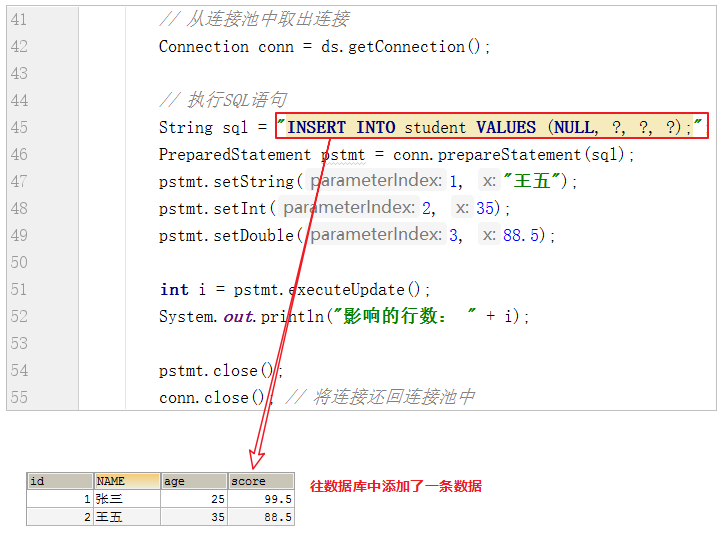 41 // 从连接池中取出连接
42 Connection conn = ds.getConnection();
43
44 // 执行SQL语句
45 String sql = "INSERT INTO student VALUES (NULL, ?, ?, ?);"
46 PreparedStatement pstmt = conn.prepareStatement(sql);
47 pstmt.setString( parameterIndex: 1, x: "王五");
48 pstmt.setInt( parameterIndex: 2, x: 35);
49 pstmt.setDouble( parameterIndex: 3, x: 88.5);
50
51 int i = pstmt.executeUpdate();
52 System.out.println("影响的行数： " + i);
53
54 pstmt.close();
55 conn.close(); // 将连接还回连接池中
id NAME age score
1 张三 25 99.5
2 王五 35 88.5
往数据库中添加了一条数据